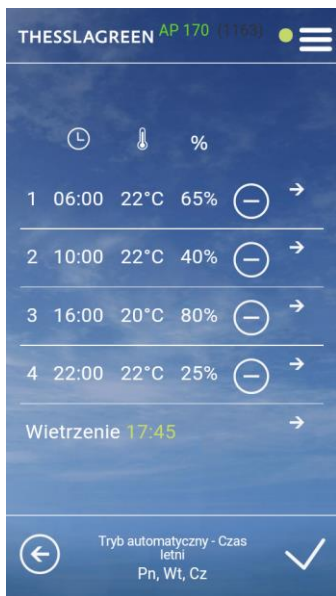 THESSLAGREEN AP 170 (1163)
%
1 06:00 22°C 65%
2 10:00 22°C 40%
3 16:00 20°C 80%
4 22:00 22°C 25%
Wietrzenie 17:45
Tryb automatyczny - Czas
letni
Pn, Wt, Cz